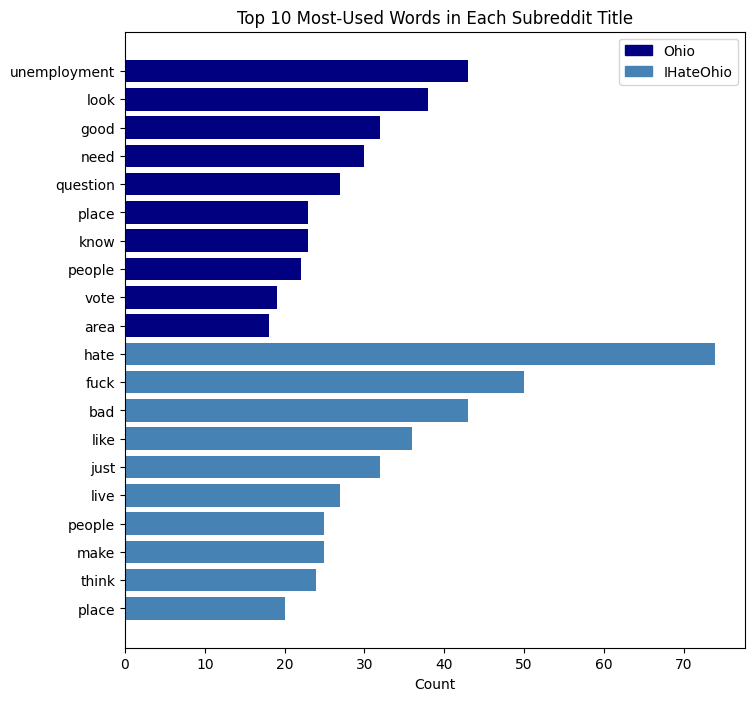 Top 10 Most-Used Words in Each Subreddit Title
Ohio
IHateOhio
unemployment
look
good
need
question
place
know
people
vote
area
hate
fuck
bad
like
just
live
people
make
think
place
0 10 20 30 40 50 60 70
Count